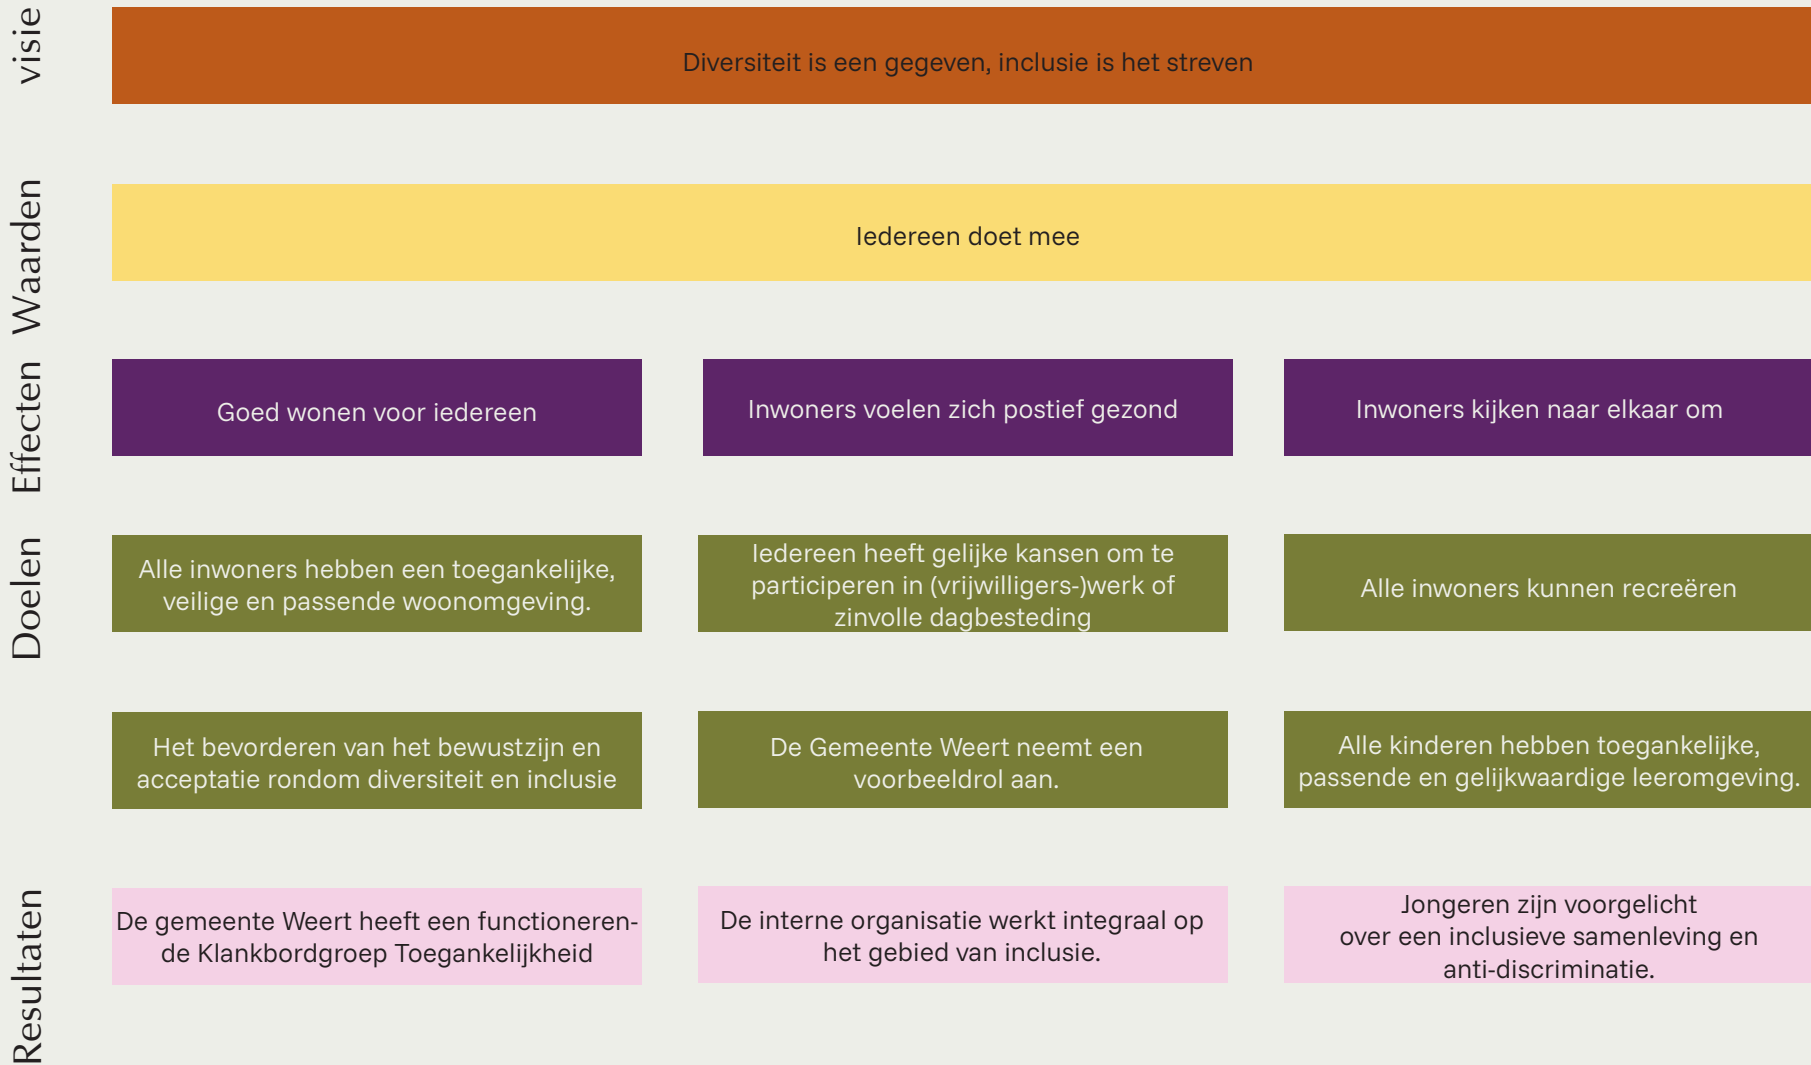 visie
Diversiteit is een gegeven, inclusie is het streven
Waarden
Iedereen doet mee
Effecten
Goed wonen voor iedereen
Inwoners voelen zich postief gezond
Inwoners kijken naar elkaar om
Doelen
Alle inwoners hebben een toegankelijke,
veilige en passende woonomgeving.
Iedereen heeft gelijke kansen om te
participeren in (vrijwilligers-)werk of
zinvolle dagbesteding
Alle inwoners kunnen recreëren
Het bevorderen van het bewustzijn en
acceptatie rondom diversiteit en inclusie
De Gemeente Weert neemt een
voorbeeldrol aan.
Alle kinderen hebben toegankelijke,
passende en gelijkwaardige leeromgeving.
Resultaten
De gemeente Weert heeft een functioneren-
de Klankbordgroep Toegankelijkheid
De interne organisatie werkt integraal op
het gebied van inclusie.
Jongeren zijn voorgelicht
over een inclusieve samenleving en
anti-discriminatie.